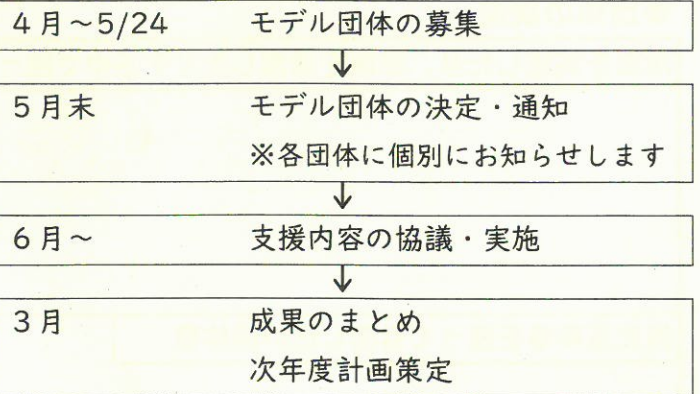 4月～5/24 モデル団体の募集
↓
5月末 モデル団体の決定・通知
※各団体に個別にお知らせします
↓
6月～ 支援内容の協議・実施
↓
3月 成果のまとめ
次年度計画策定